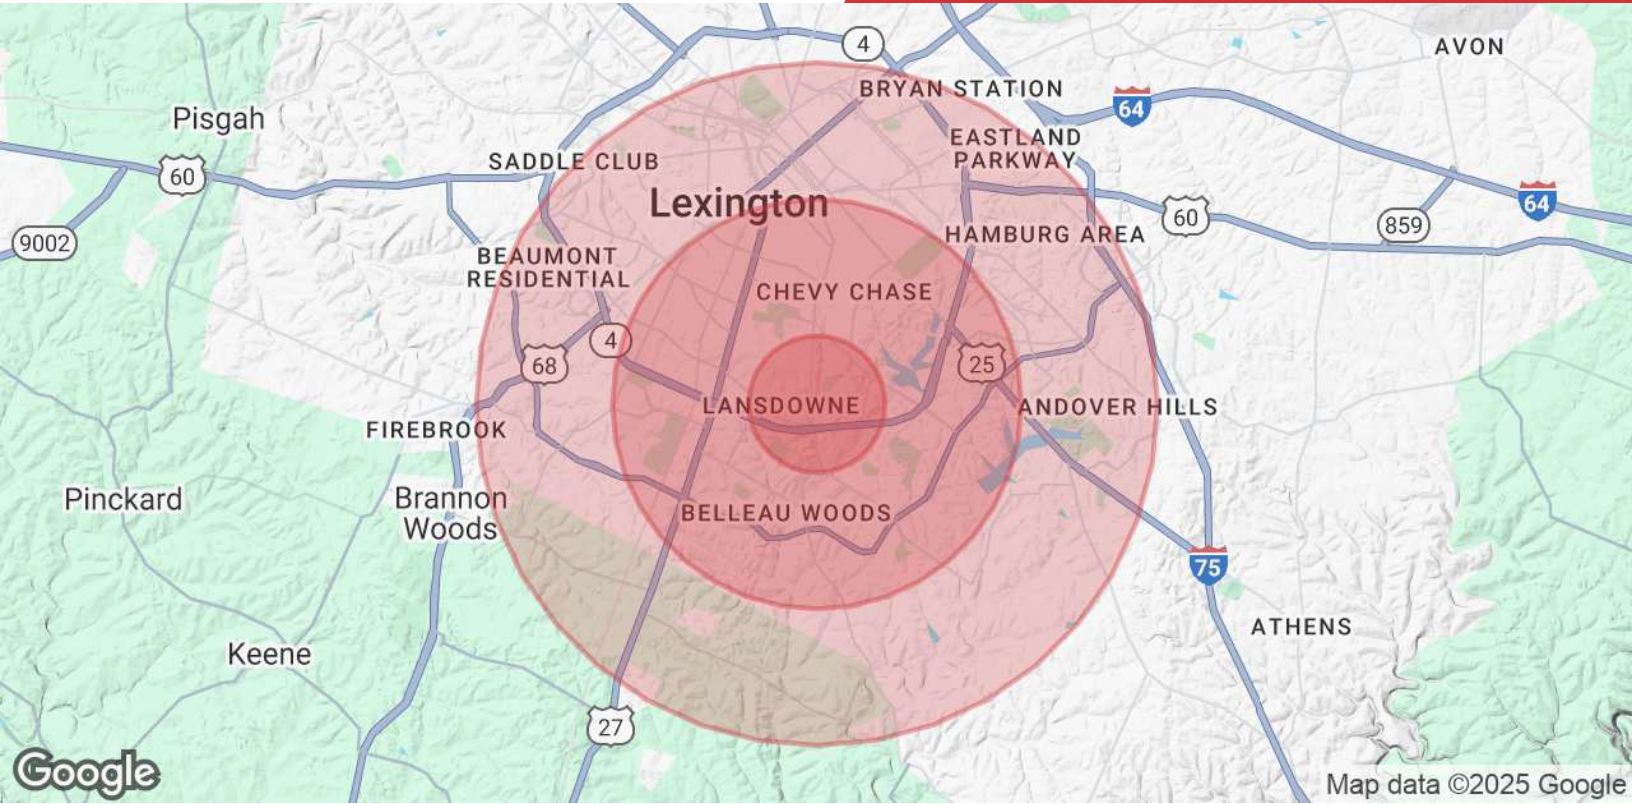 4
AVON
BRYAN STATION
64
Pisgah
EASTLAND
PARKWAY
SADDLE CLUB
60
Lexington
64
60
859
9002
HAMBURG AREA
BEAUMONT
RESIDENTIAL
CHEVY CHASE
4
68
25
LANSDOWNE
ANDOVER HILLS
FIREBROOK
Pinckard
Brannon
Woods
BELLEAU WOODS
75
ATHENS
Keene
27
Google
Map data ©2025 Google